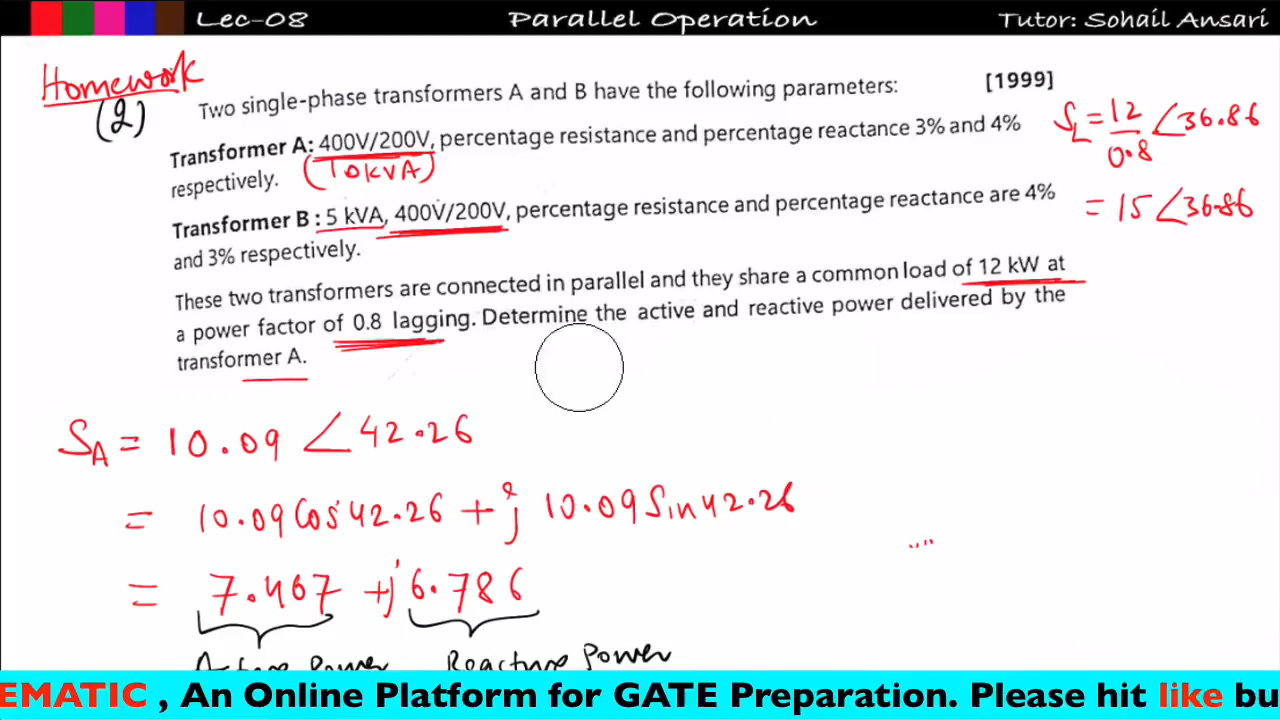 Lec-08 Parallel Operation Tutor: Sohail Ansari
Homework
(2)
Two single-phase transformers A and B have the following parameters: [1999]
Transformer A: 400V/200V, percentage resistance and percentage reactance 3% and 4%
(10kVA)
respectively.
Transformer B : 5 kVA, 400V/200V, percentage resistance and percentage reactance are 4%
and 3% respectively.
These two transformers are connected in parallel and they share a common load of 12 kW at
a power factor of 0.8 lagging. Determine the active and reactive power delivered by the
transformer A.
S_L = 12/0.8 ∠36.86
= 15 ∠36.86
S_A = 10.09 ∠42.26
= 10.09 Cos 42.26 + j 10.09 Sin 42.26
= 7.467 + j 6.786
Active Power Reactive Power
EMATIC , An Online Platform for GATE Preparation. Please hit like bu